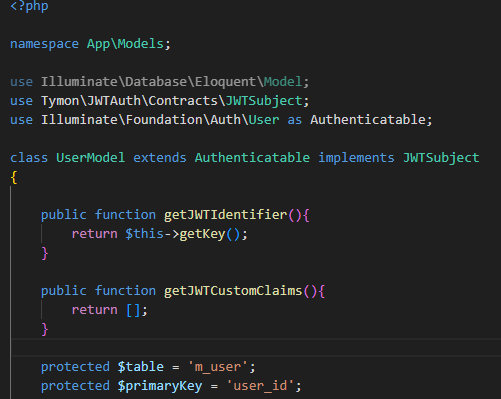 <?php
namespace App\Models;
use Illuminate\Database\Eloquent\Model;
use Tymon\JWTAuth\Contracts\JWTSubject;
use Illuminate\Foundation\Auth\User as Authenticatable;
class UserModel extends Authenticatable implements JWTSubject
{
    public function getJWTIdentifier(){
        return $this->getKey();
    }
    public function getJWTCustomClaims(){
        return [];
    }
    protected $table = 'm_user';
    protected $primaryKey = 'user_id';